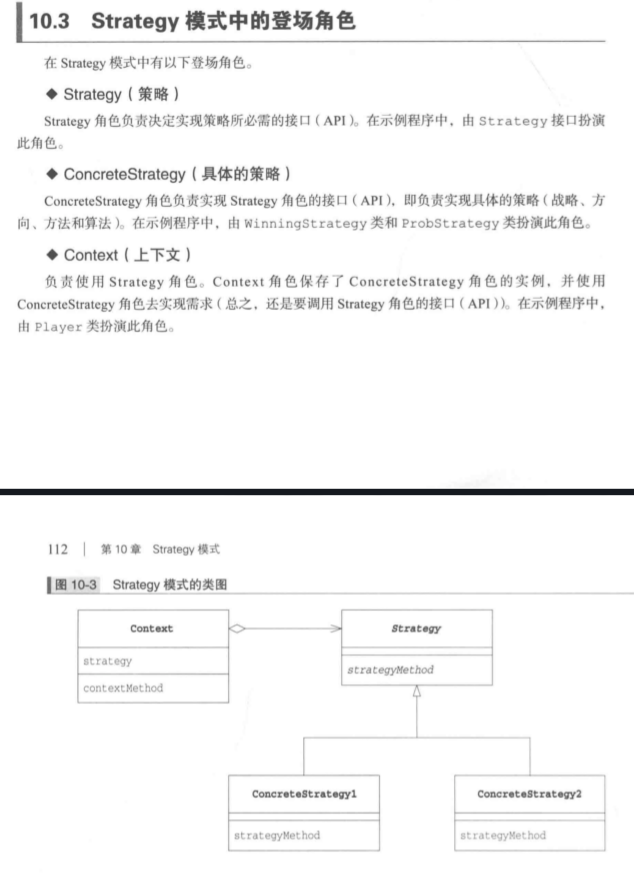 10.3 Strategy 模式中的登场角色
在 Strategy 模式中有以下登场角色。
◆ Strategy（策略）
Strategy 角色负责决定实现策略所必需的接口（API）。在示例程序中，由 Strategy 接口扮演
此角色。
◆ ConcreteStrategy（具体的策略）
ConcreteStrategy 角色负责实现 Strategy 角色的接口（API），即负责实现具体的策略（战略、方
向、方法和算法）。在示例程序中，由 WinningStrategy 类和 ProbStrategy 类扮演此角色。
◆ Context（上下文）
负责使用 Strategy 角色。Context 角色保存了 ConcreteStrategy 角色的实例，并使用
ConcreteStrategy 角色去实现需求（总之，还是要调用 Strategy 角色的接口（API））。在示例程序中，
由 Player 类扮演此角色。
112 | 第 10 章 Strategy 模式
图 10-3 Strategy 模式的类图
Context
strategy
contextMethod
Strategy
strategyMethod
ConcreteStrategy1
strategyMethod
ConcreteStrategy2
strategyMethod